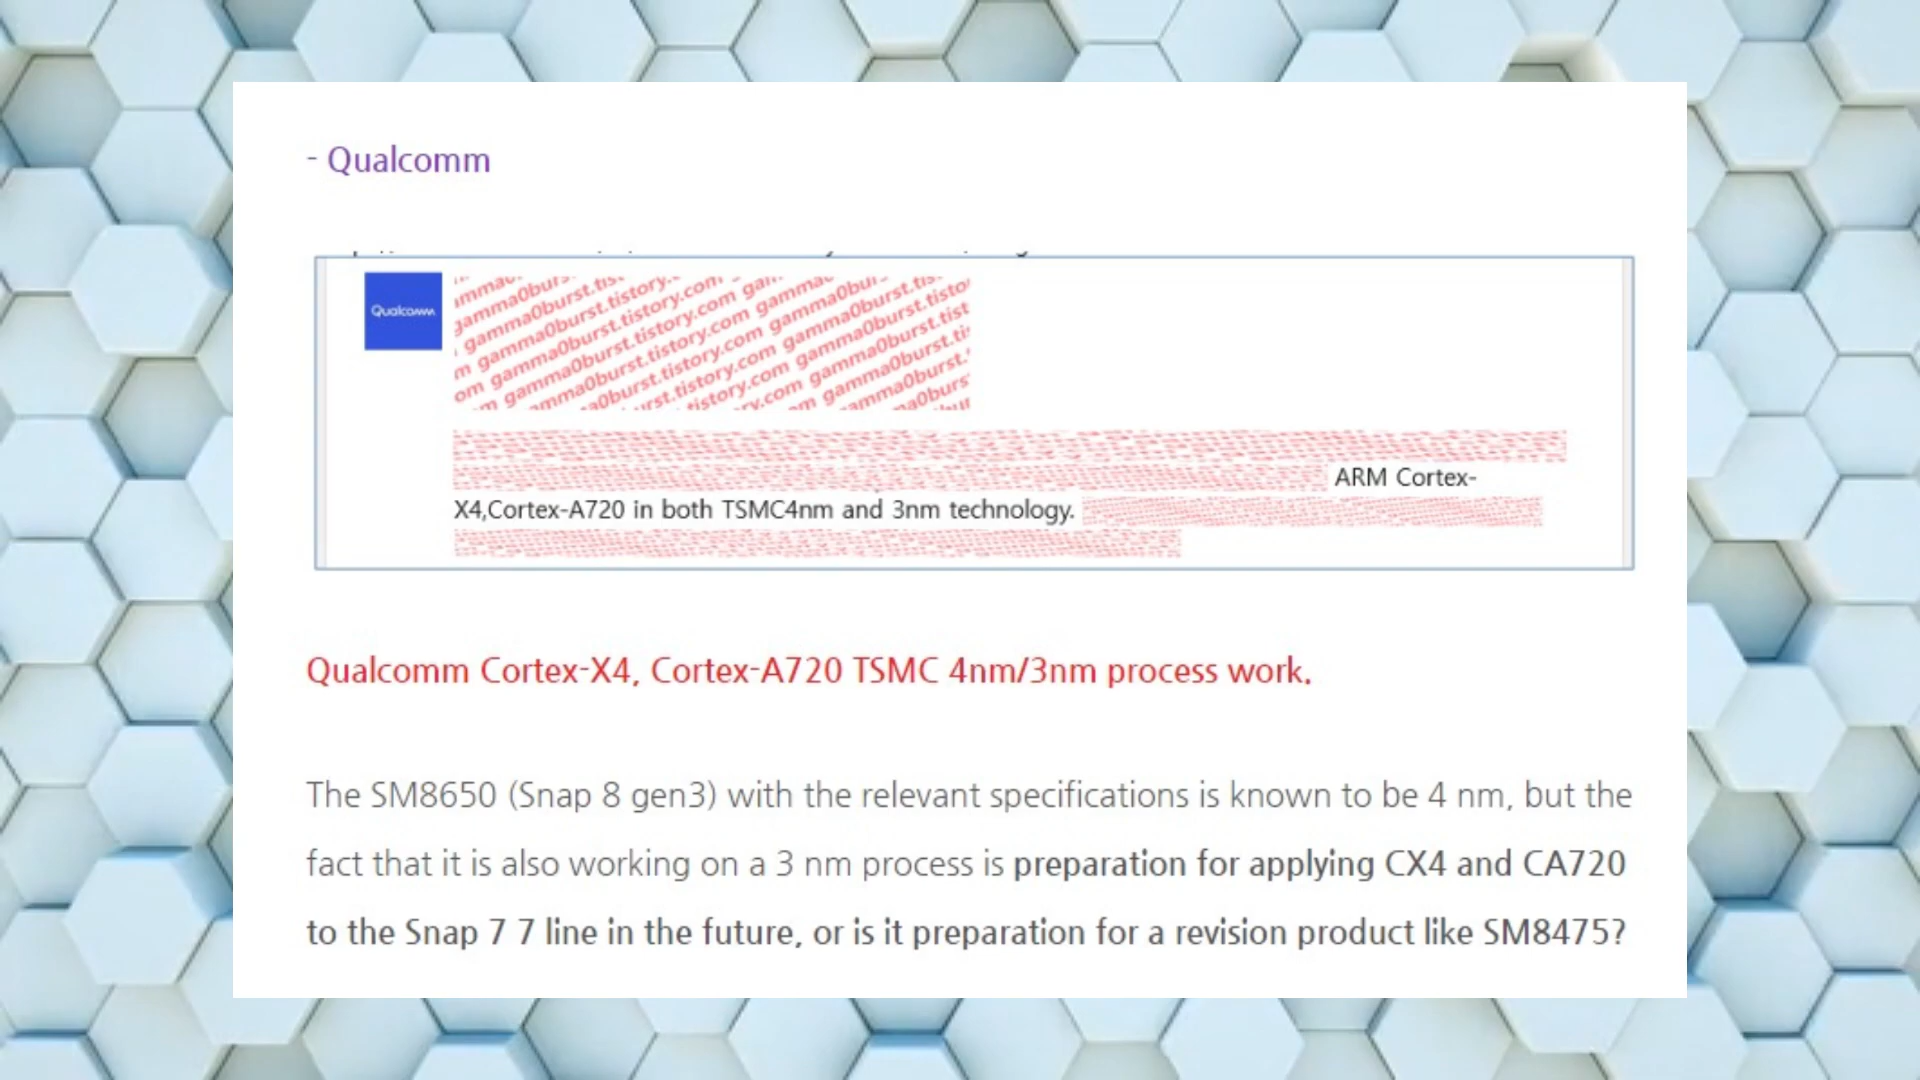 - Qualcomm
Qualcomm
gamma0burst.tistory.com
ARM Cortex-
X4,Cortex-A720 in both TSMC4nm and 3nm technology.
Qualcomm Cortex-X4, Cortex-A720 TSMC 4nm/3nm process work.
The SM8650 (Snap 8 gen3) with the relevant specifications is known to be 4 nm, but the
fact that it is also working on a 3 nm process is preparation for applying CX4 and CA720
to the Snap 7 7 line in the future, or is it preparation for a revision product like SM8475?